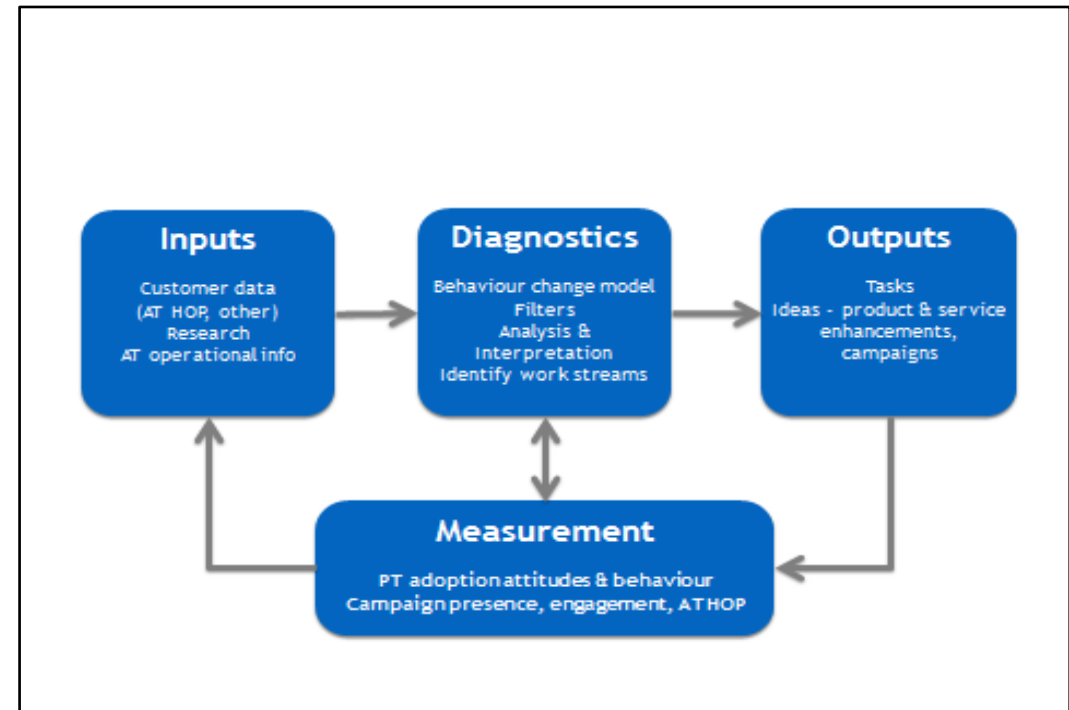 Inputs
Customer data
(AT HOP, other)
Research
AT operational info
Diagnostics
Behaviour change model
Filters
Analysis &
Interpretation
Identify work streams
Outputs
Tasks
Ideas - product & service
enhancements,
campaigns
Measurement
PT adoption attitudes & behaviour
Campaign presence, engagement, AT HOP